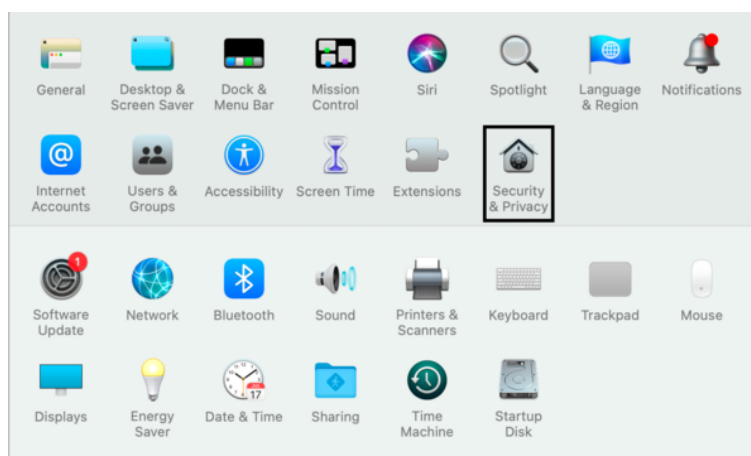 General
Desktop &
Screen Saver
Dock &
Menu Bar
Mission
Control
Siri
Spotlight
Language
& Region
Notifications
@
Internet
Accounts
Users &
Groups
Accessibility
Screen Time
Extensions
Security
& Privacy
1
Software
Update
Network
Bluetooth
Sound
Printers &
Scanners
Keyboard
Trackpad
Mouse
17
Displays
Energy
Saver
Date & Time
Sharing
Time
Machine
Startup
Disk